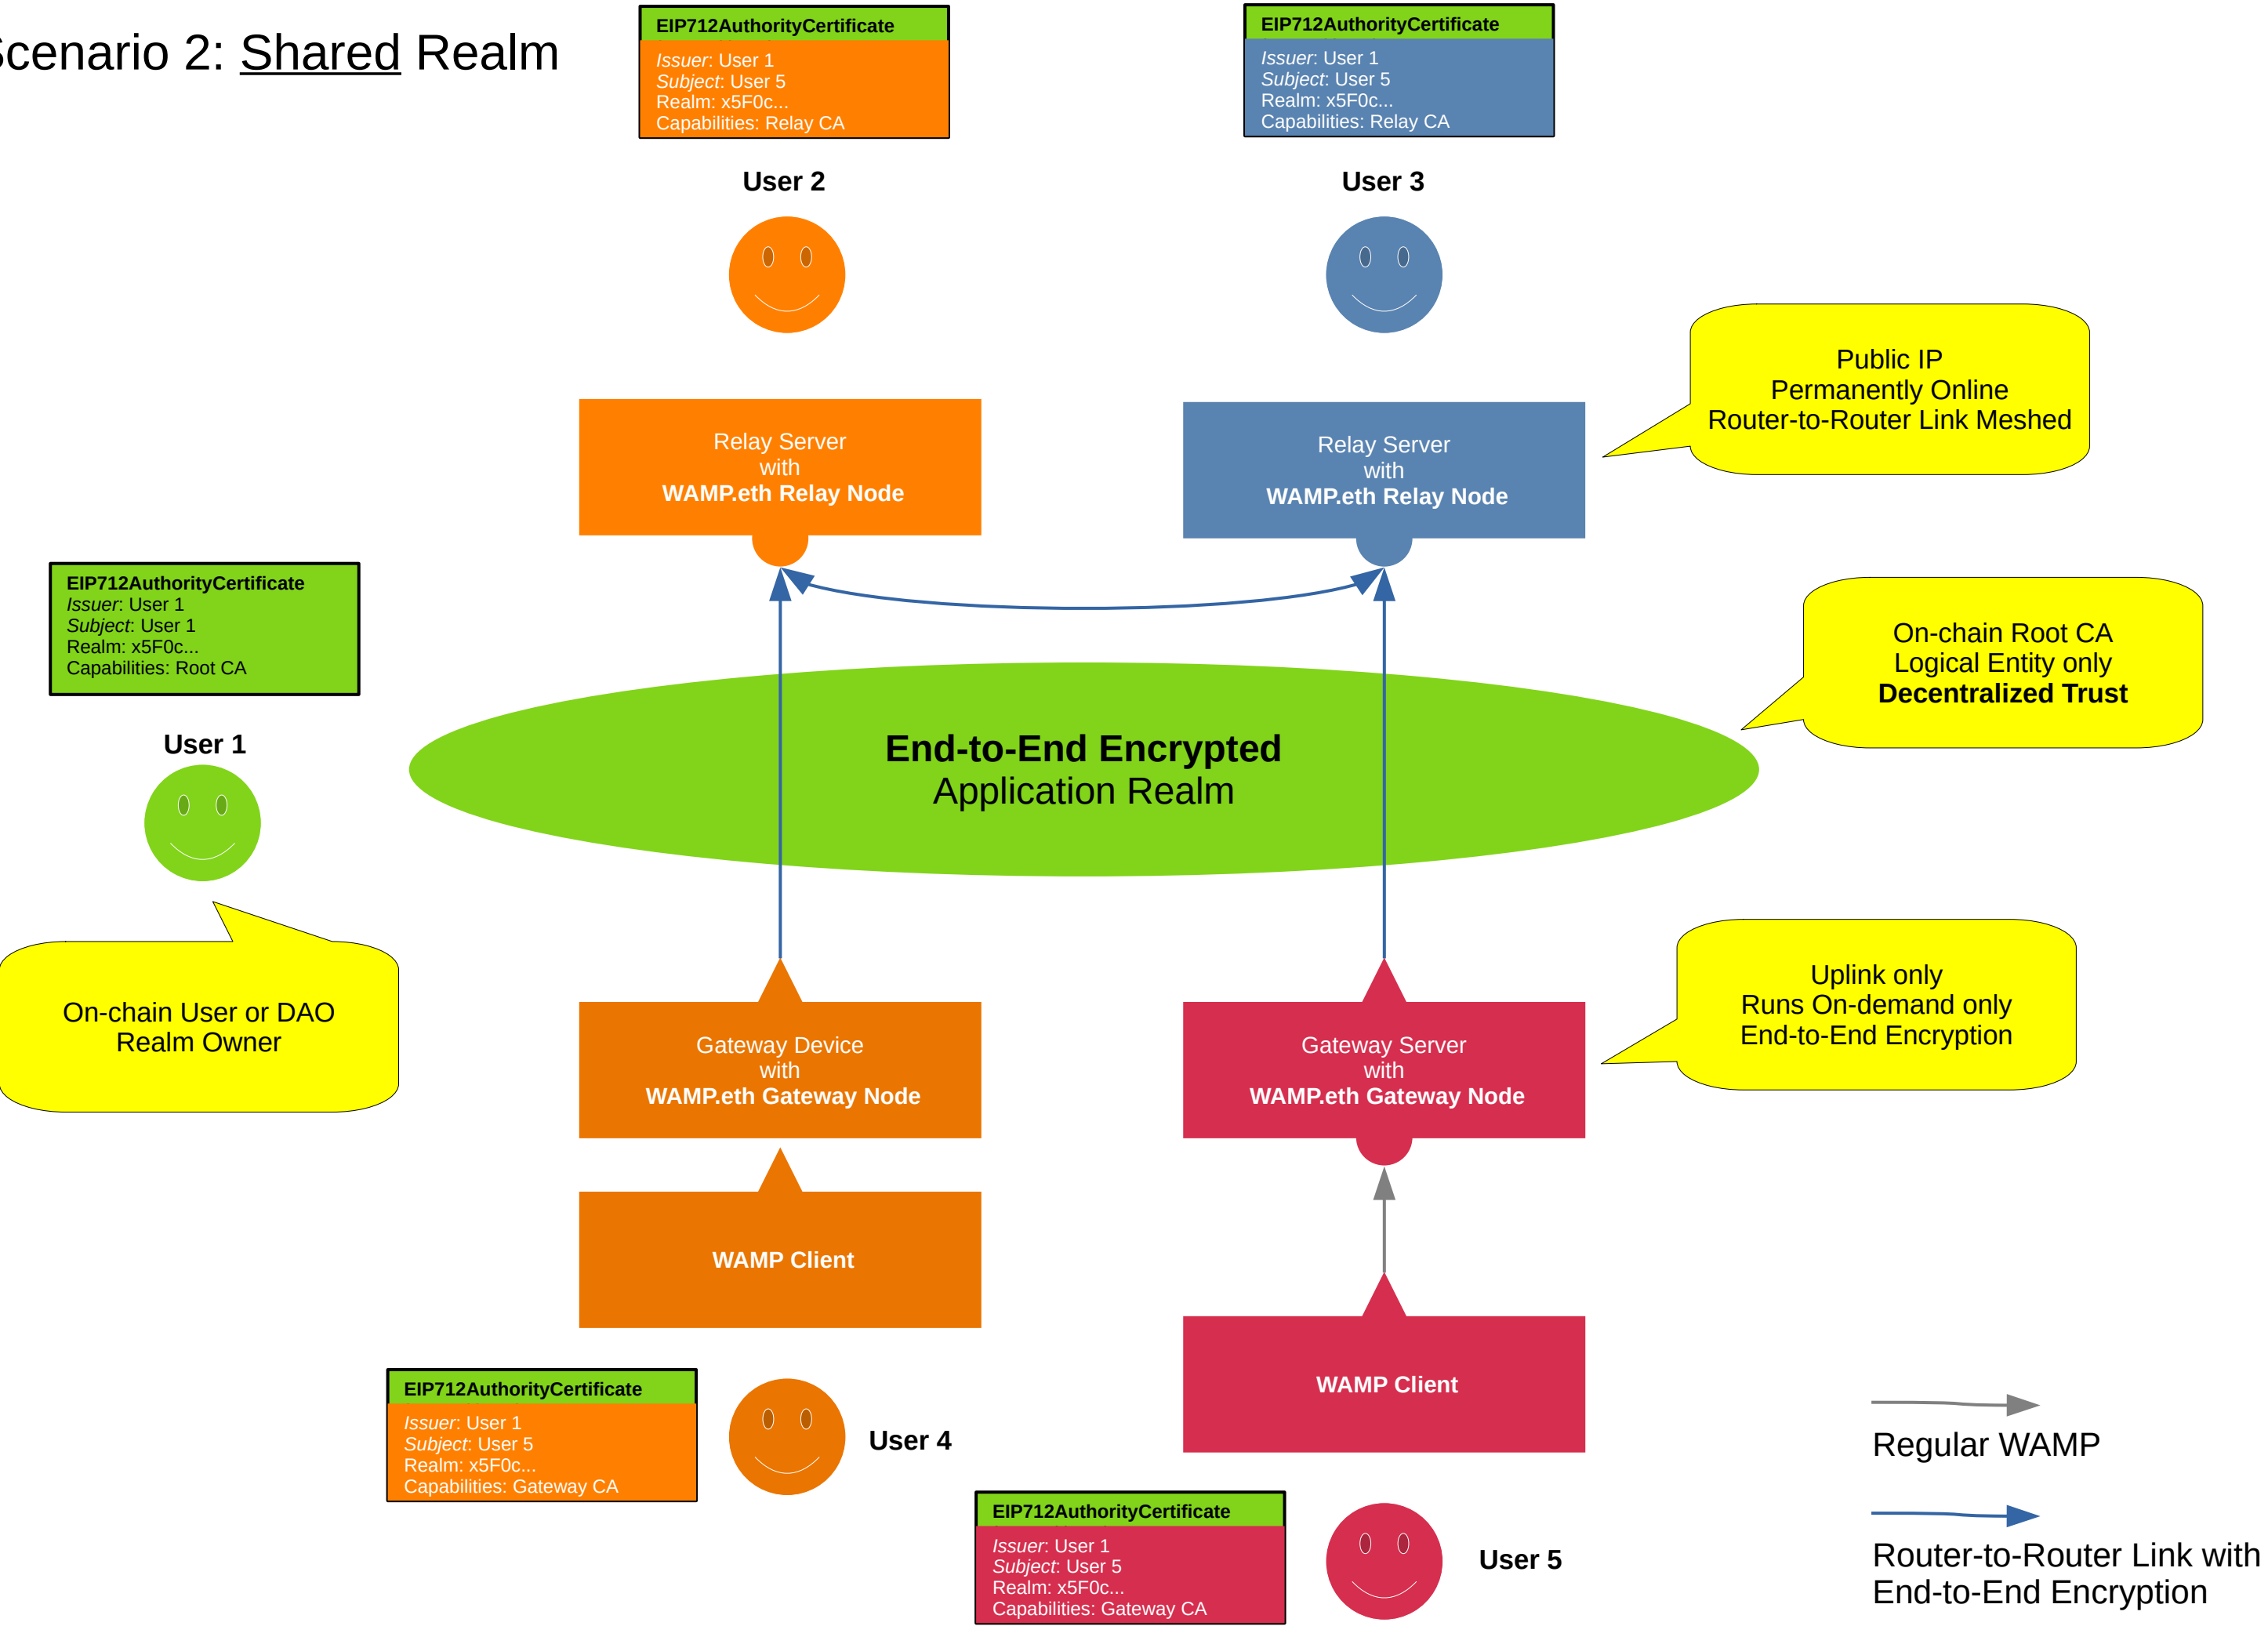 cenario 2: Shared Realm
EIP712AuthorityCertificate
Issuer: User 1
Subject: User 5
Realm: x5F0c...
Capabilities: Relay CA
EIP712AuthorityCertificate
Issuer: User 1
Subject: User 5
Realm: x5F0c...
Capabilities: Relay CA
User 2
User 3
Public IP
Permanently Online
Router-to-Router Link Meshed
Relay Server
with
WAMP.eth Relay Node
Relay Server
with
WAMP.eth Relay Node
EIP712AuthorityCertificate
Issuer: User 1
Subject: User 1
Realm: x5F0c...
Capabilities: Root CA
On-chain Root CA
Logical Entity only
Decentralized Trust
User 1
End-to-End Encrypted
Application Realm
On-chain User or DAO
Realm Owner
Uplink only
Runs On-demand only
End-to-End Encryption
Gateway Device
with
WAMP.eth Gateway Node
Gateway Server
with
WAMP.eth Gateway Node
WAMP Client
WAMP Client
EIP712AuthorityCertificate
Issuer: User 1
Subject: User 5
Realm: x5F0c...
Capabilities: Gateway CA
User 4
EIP712AuthorityCertificate
Issuer: User 1
Subject: User 5
Realm: x5F0c...
Capabilities: Gateway CA
User 5
Regular WAMP
Router-to-Router Link with
End-to-End Encryption